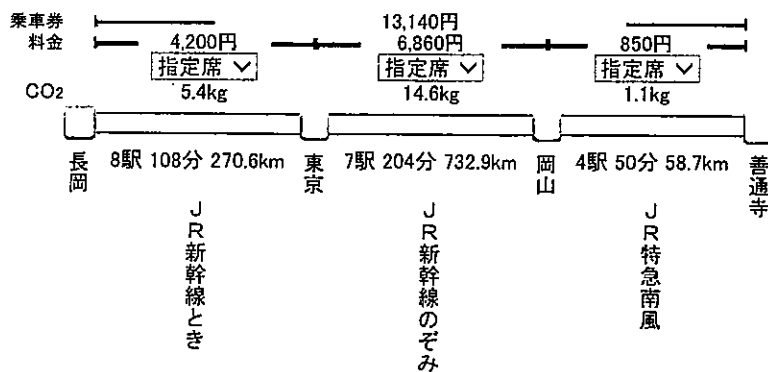 乗車券 13,140円
料金 4,200円 6,860円 850円
指定席 指定席 指定席
CO2 5.4kg 14.6kg 1.1kg
長岡 8駅 108分 270.6km 東京 7駅 204分 732.9km 岡山 4駅 50分 58.7km 善通寺
JR新幹線とき
JR新幹線のぞみ
JR特急南風